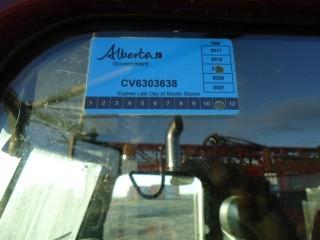 Alberta
Government
Year
2017
2018
2020
2021
CV6303638
Expires Last Day of Month Shown
1 2 3 4 5 6 7 8 9 10 12